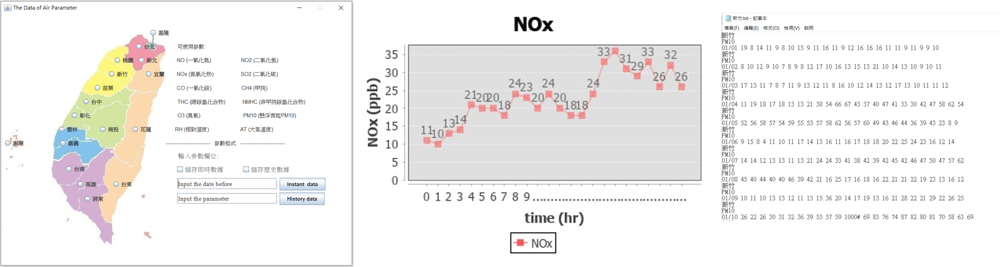 The Data of Air Parameter
基隆
台北
桃園
新北
新竹
宜蘭
苗栗
台中
彰化
雲林
南投
花蓮
澎湖
嘉義
台南
高雄
台東
屏東
可使用參數:
NO (一氧化氮) NO2 (二氧化氮)
NOx (氮氧化物) SO2 (二氧化硫)
CO (一氧化碳) CH4 (甲烷)
THC (總碳氫化合物) NMHC (非甲烷碳氫化合物)
O3 (臭氧) PM10 (懸浮微粒PM10)
RH (相對溼度) AT (大氣溫度)
------------------------ 參數格式 ------------------------
輸入參數欄位:
儲存即時數據 儲存歷史數據
Input the date before Instant data
Input the parameter History data
NOx
NOx (ppb)
35
30
25
20
15
10
5
0
11 10 13 14 21 20 20 18 24 23 20 24 20 18 18 24 33 31 29 33 26 32 26
0 1 2 3 4 5 6 7 8 9 ............................................
time (hr)
NOx
新竹.txt - 記事本
檔案(F) 編輯(E) 格式(O) 檢視(V) 說明
新竹
PM10
01/01 19 8 14 11 9 8 10 15 9 11 16 11 9 12 16 16 16 11 11 9 11 9 9 10
新竹
PM10
01/02 8 10 12 9 10 7 8 9 8 12 17 10 16 13 15 13 21 10 14 13 10 9 10 11
新竹
PM10
01/03 17 13 11 7 8 7 11 9 13 12 11 8 16 10 12 14 13 12 17 13 10 11 11 12
新竹
PM10
01/04 11 19 18 17 18 13 13 21 38 54 66 67 43 37 40 47 41 33 30 42 47 58 62 54
新竹
PM10
01/05 52 56 58 57 54 59 55 53 57 58 62 56 57 60 49 43 46 44 36 39 43 23 8 9
新竹
PM10
01/06 9 15 8 4 11 10 11 17 14 13 16 11 16 17 18 18 20 22 25 24 23 16 12 14
新竹
PM10
01/07 14 14 12 13 13 11 13 21 24 24 33 41 38 42 39 42 45 42 46 47 50 47 57 62
新竹
PM10
01/08 45 40 44 40 40 46 39 42 21 16 25 17 16 18 16 22 21 21 22 19 23 13 16 12
新竹
PM10
01/09 10 11 10 13 13 12 11 13 15 36 20 14 17 19 13 16 21 28 22 21 29 22 26 25
新竹
PM10
01/10 26 22 26 30 31 32 36 39 53 57 59 1000# 69 83 76 74 87 82 80 81 70 58 63 69